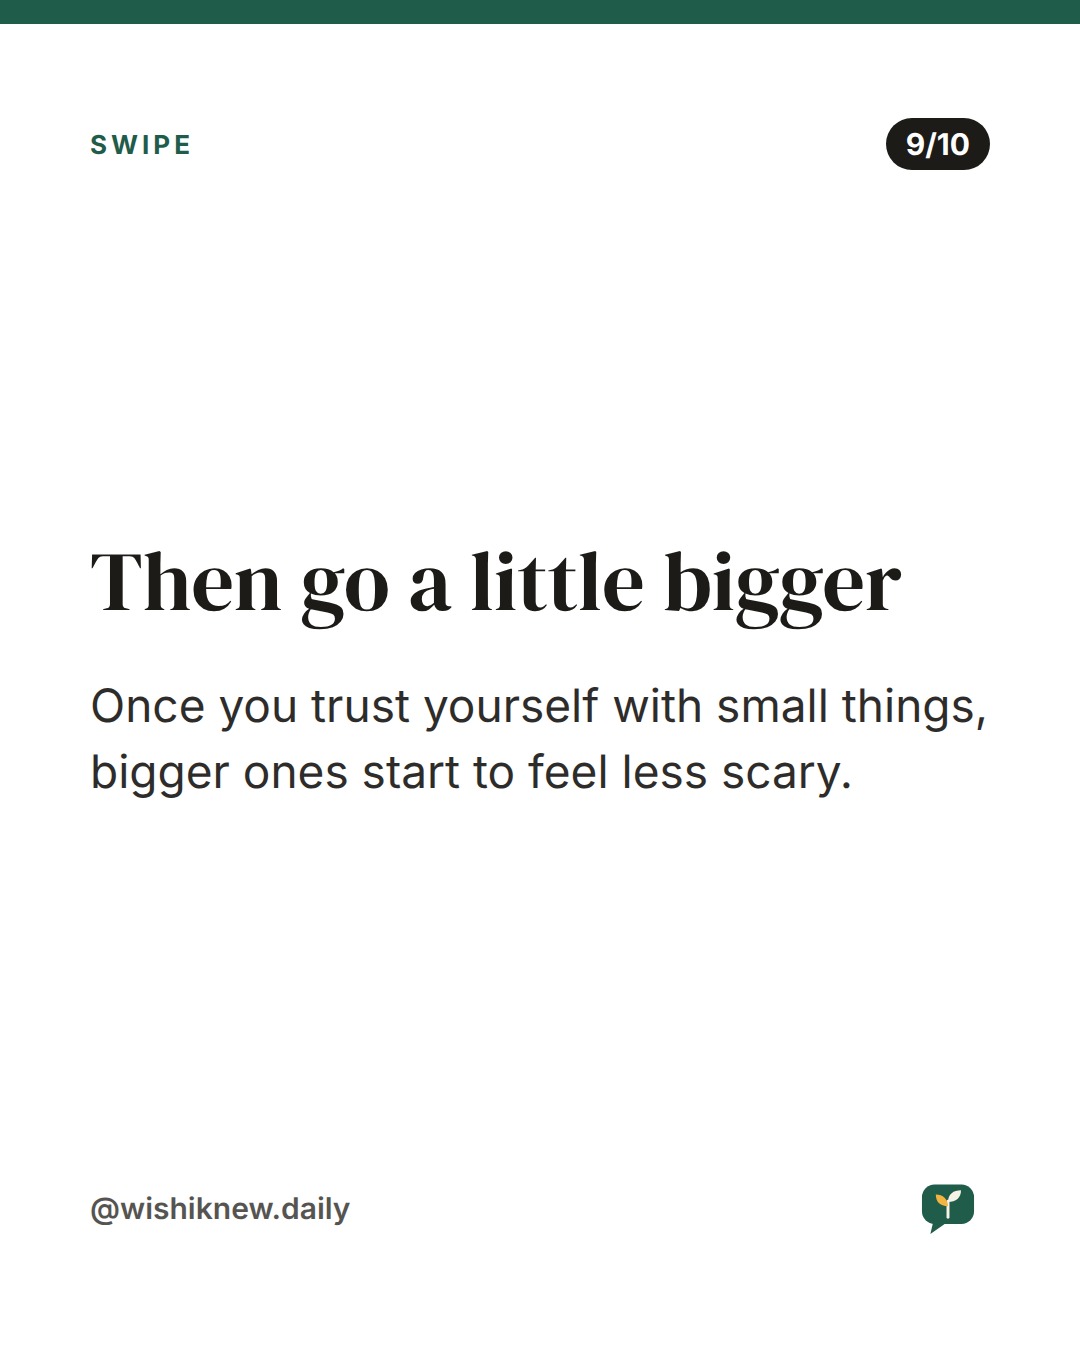 SWIPE
9/10
Then go a little bigger
Once you trust yourself with small things,
bigger ones start to feel less scary.
@wishiknew.daily